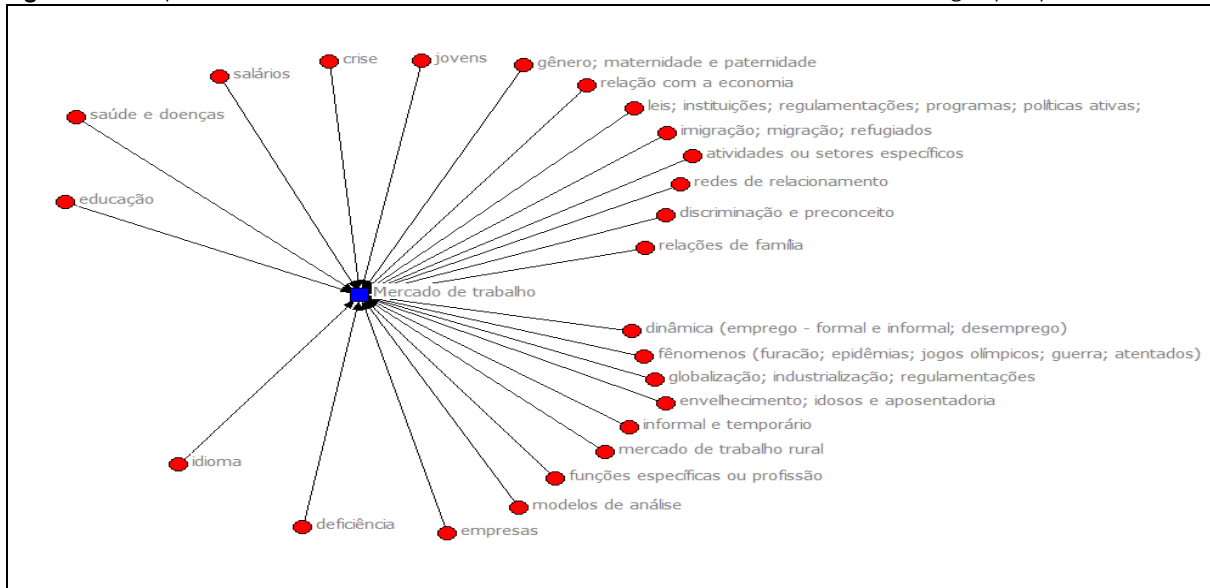 crise
jovens
gênero; maternidade e paternidade
salários
relação com a economia
leis; instituições; regulamentações; programas; políticas ativas;
saúde e doenças
imigração; migração; refugiados
atividades ou setores específicos
redes de relacionamento
educação
discriminação e preconceito
relações de família
Mercado de trabalho
dinâmica (emprego - formal e informal; desemprego)
fênomenos (furacão; epidêmias; jogos olímpicos; guerra; atentados)
globalização; industrialização; regulamentações
envelhecimento; idosos e aposentadoria
informal e temporário
mercado de trabalho rural
idioma
funções específicas ou profissão
modelos de análise
deficiência
empresas